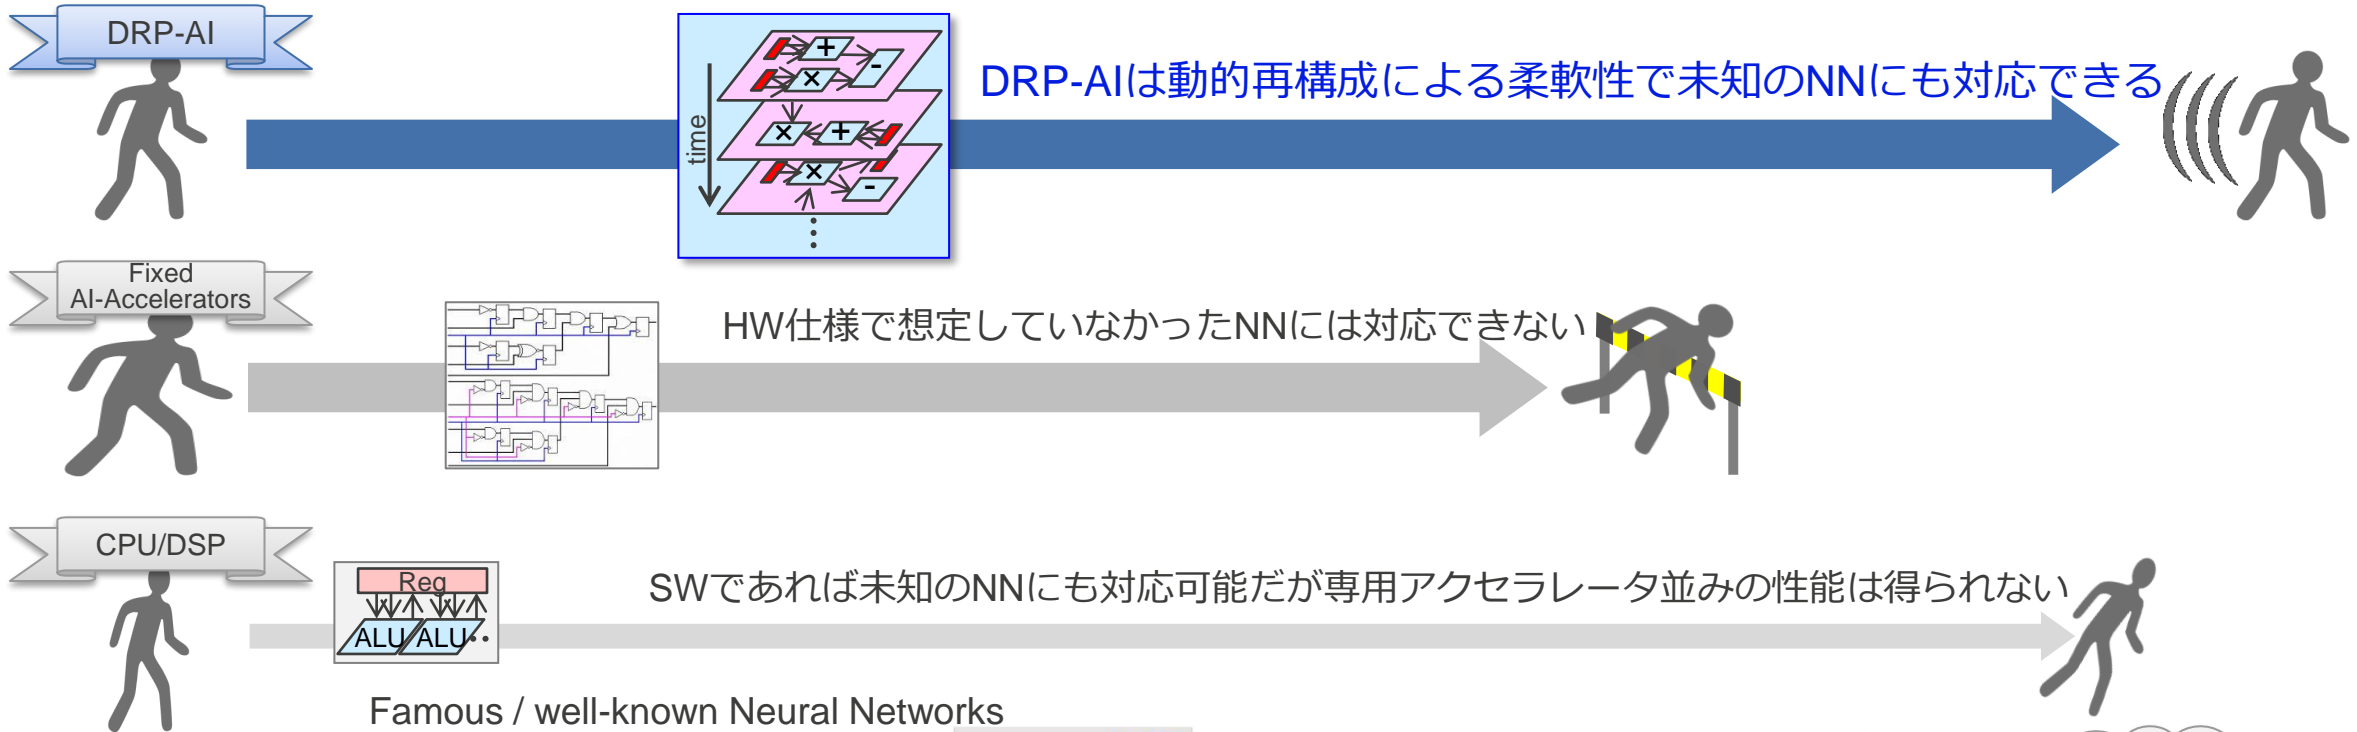 DRP-AI
+
-
×
DRP-AIは動的再構成による柔軟性で未知のNNにも対応できる
time
× +
×
-
Fixed
AI-Accelerators
HW仕様で想定していなかったNNには対応できない
CPU/DSP
Reg
ALU ALU
SWであれば未知のNNにも対応可能だが専用アクセラレータ並みの性能は得られない
Famous / well-known Neural Networks